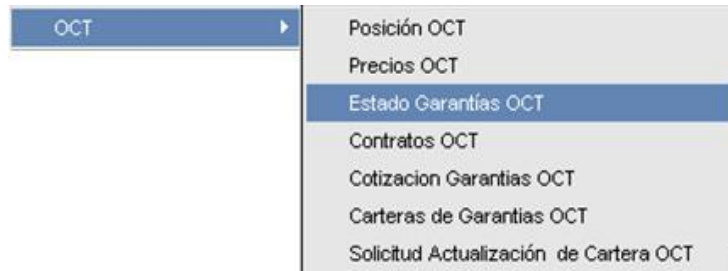 OCT
Posición OCT
Precios OCT
Estado Garantías OCT
Contratos OCT
Cotizacion Garantias OCT
Carteras de Garantias OCT
Solicitud Actualización de Cartera OCT